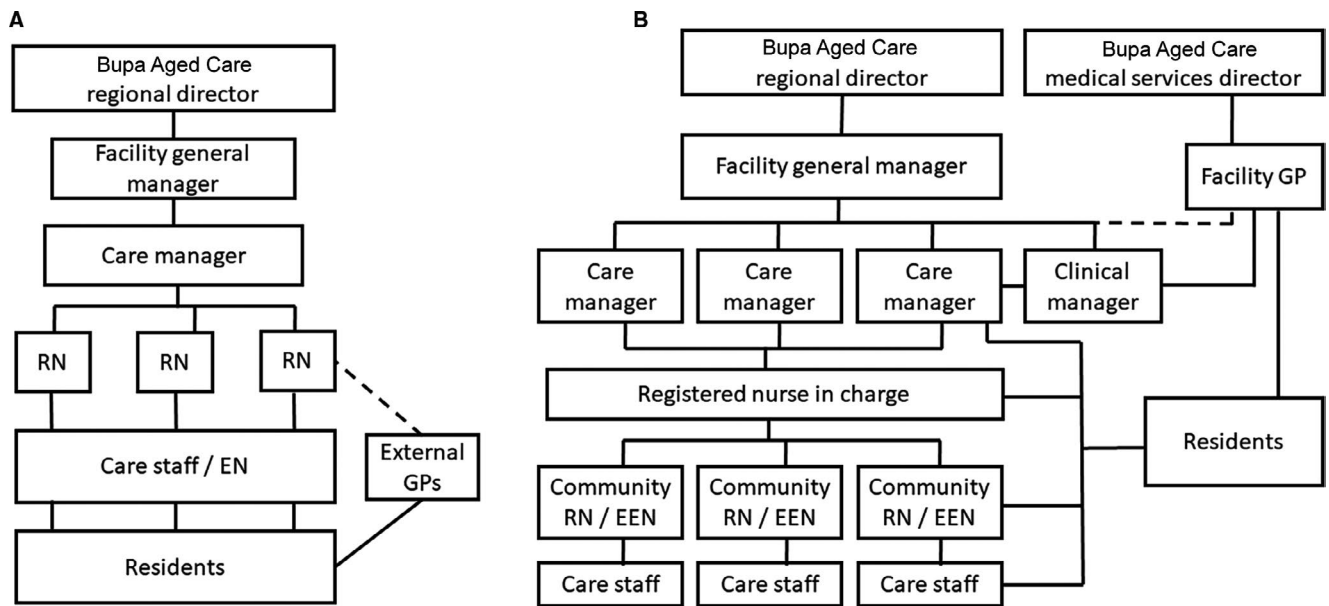 A
Bupa Aged Care
regional director
Facility general
manager
Care manager
RN
RN
RN
Care staff / EN
External
GPs
Residents
B
Bupa Aged Care
regional director
Bupa Aged Care
medical services director
Facility general manager
Facility GP
Care
manager
Care
manager
Care
manager
Clinical
manager
Registered nurse in charge
Residents
Community
RN / EEN
Community
RN / EEN
Community
RN / EEN
Care staff
Care staff
Care staff